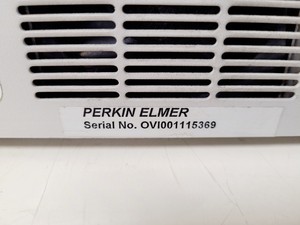 PERKIN ELMER
Serial No. OVI001115369